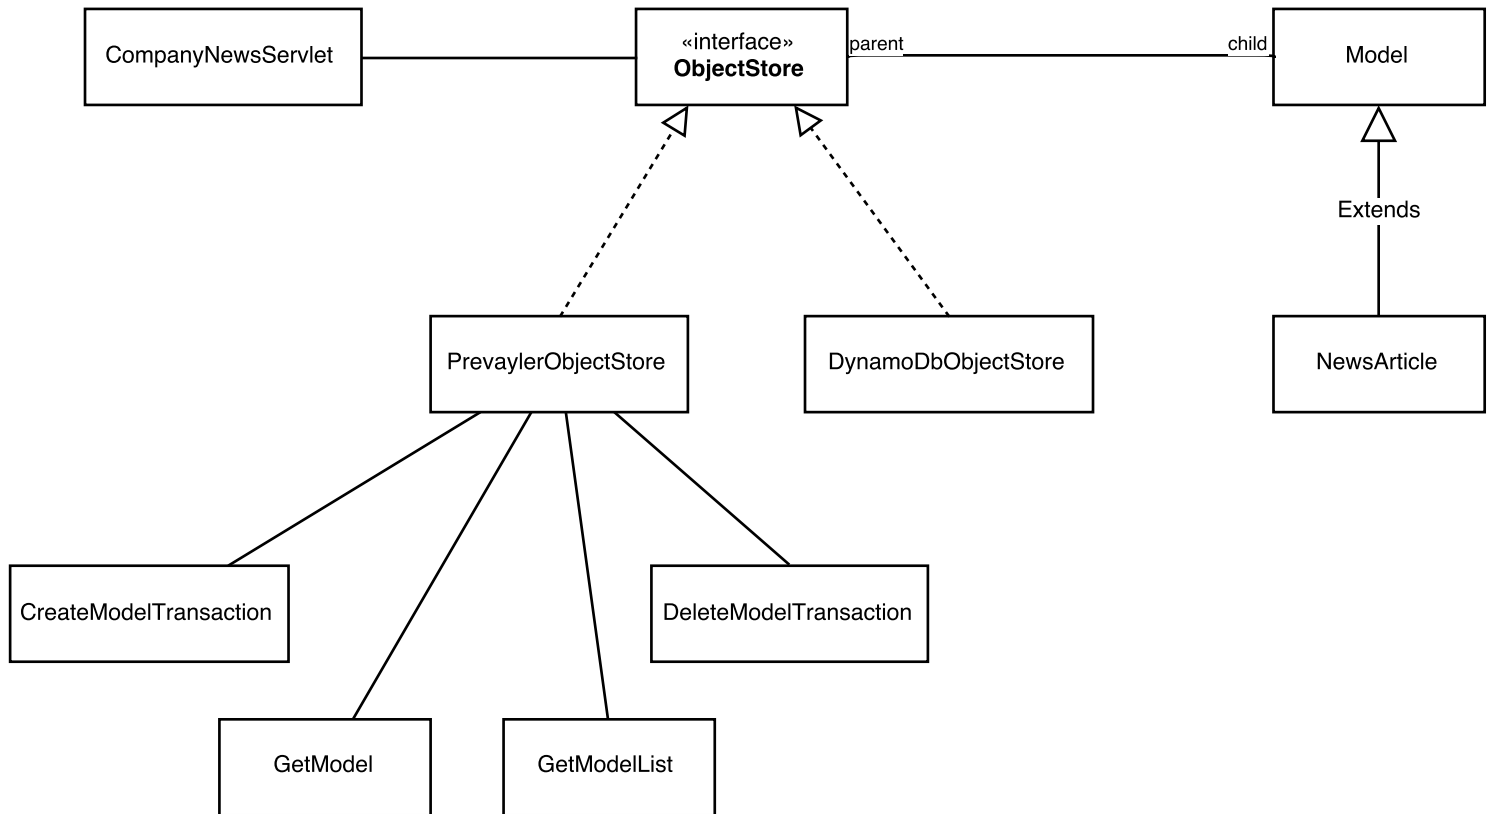 CompanyNewsServlet
«interface»
ObjectStore
parent
child
Model
Extends
PrevaylerObjectStore
DynamoDbObjectStore
NewsArticle
CreateModelTransaction
DeleteModelTransaction
GetModel
GetModelList